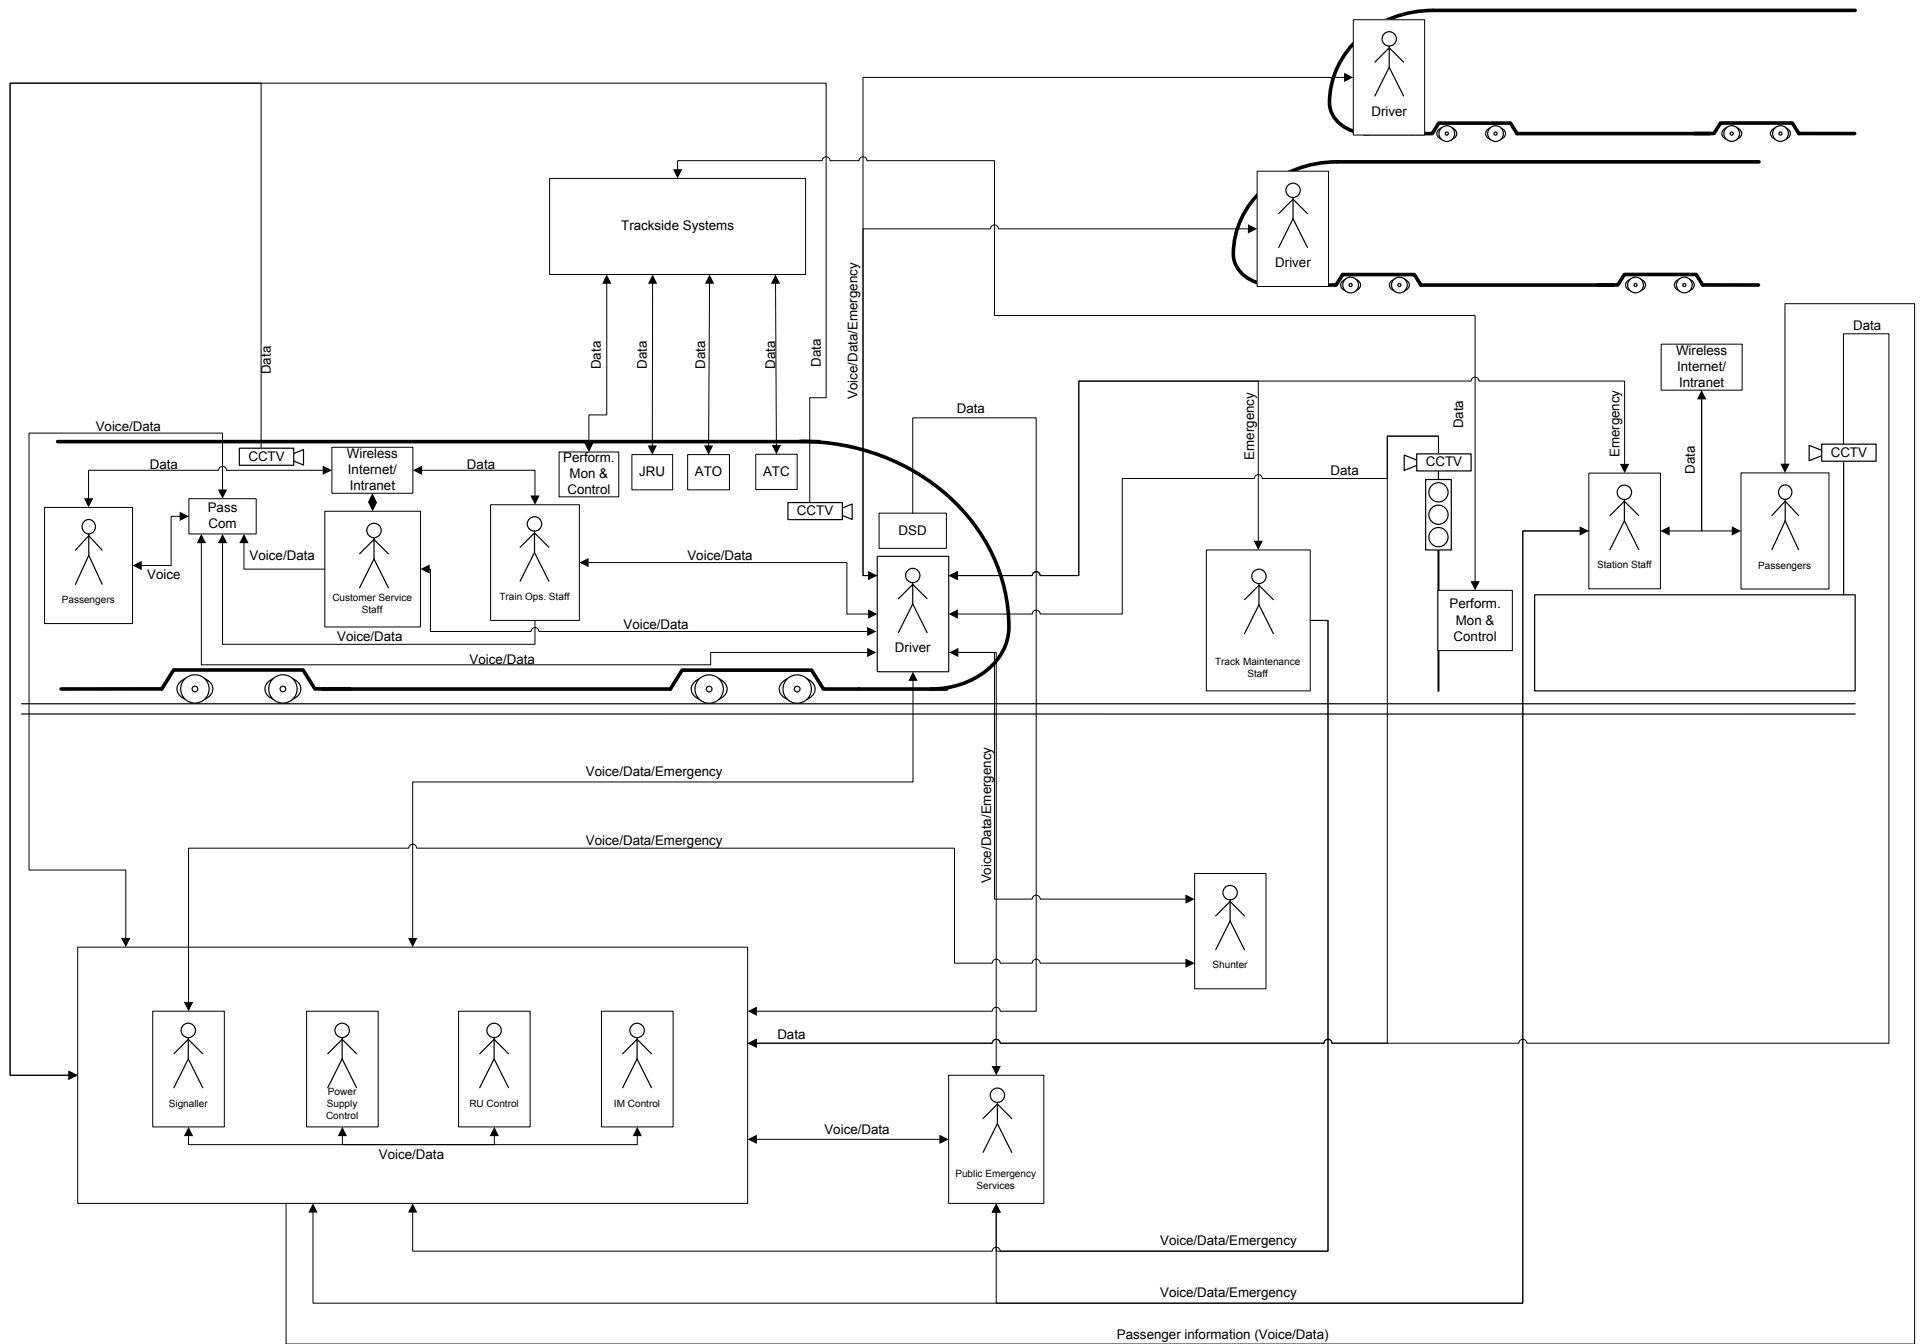 Driver
Trackside Systems
Driver
Voice/Data/Emergency
Data
Data
Data
Data
Data
Data
Data
Wireless
Internet/
Intranet
Voice/Data
Data
Emergency
Emergency
Data
Data
CCTV
Data
Wireless
Internet/
Intranet
Data
Perform.
Mon &
Control
JRU
ATO
ATC
Data
CCTV
CCTV
Pass
Com
CCTV
DSD
Voice/Data
Voice/Data
Voice
Passengers
Customer Service
Staff
Train Ops. Staff
Voice/Data
Voice/Data
Voice/Data
Driver
Track Maintenance
Staff
Perform.
Mon &
Control
Station Staff
Passengers
Voice/Data/Emergency
Voice/Data/Emergency
Voice/Data/Emergency
Shunter
Data
Signaller
Power
Supply
Control
RU Control
IM Control
Voice/Data
Voice/Data
Public Emergency
Services
Voice/Data/Emergency
Voice/Data/Emergency
Passenger information (Voice/Data)